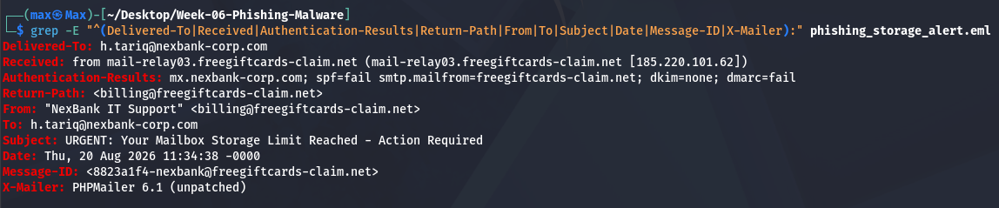 ┌──(max㉿Max)-[~/Desktop/Week-06-Phishing-Malware]
└─$ grep -E "^(Delivered-To|Received|Authentication-Results|Return-Path|From|To|Subject|Date|Message-ID|X-Mailer):" phishing_storage_alert.eml
Delivered-To: h.tariq@nexbank-corp.com
Received: from mail-relay03.freegiftcards-claim.net (mail-relay03.freegiftcards-claim.net [185.220.101.62])
Authentication-Results: mx.nexbank-corp.com; spf=fail smtp.mailfrom=freegiftcards-claim.net; dkim=none; dmarc=fail
Return-Path: <billing@freegiftcards-claim.net>
From: "NexBank IT Support" <billing@freegiftcards-claim.net>
To: h.tariq@nexbank-corp.com
Subject: URGENT: Your Mailbox Storage Limit Reached - Action Required
Date: Thu, 20 Aug 2026 11:34:38 -0000
Message-ID: <8823a1f4-nexbank@freegiftcards-claim.net>
X-Mailer: PHPMailer 6.1 (unpatched)